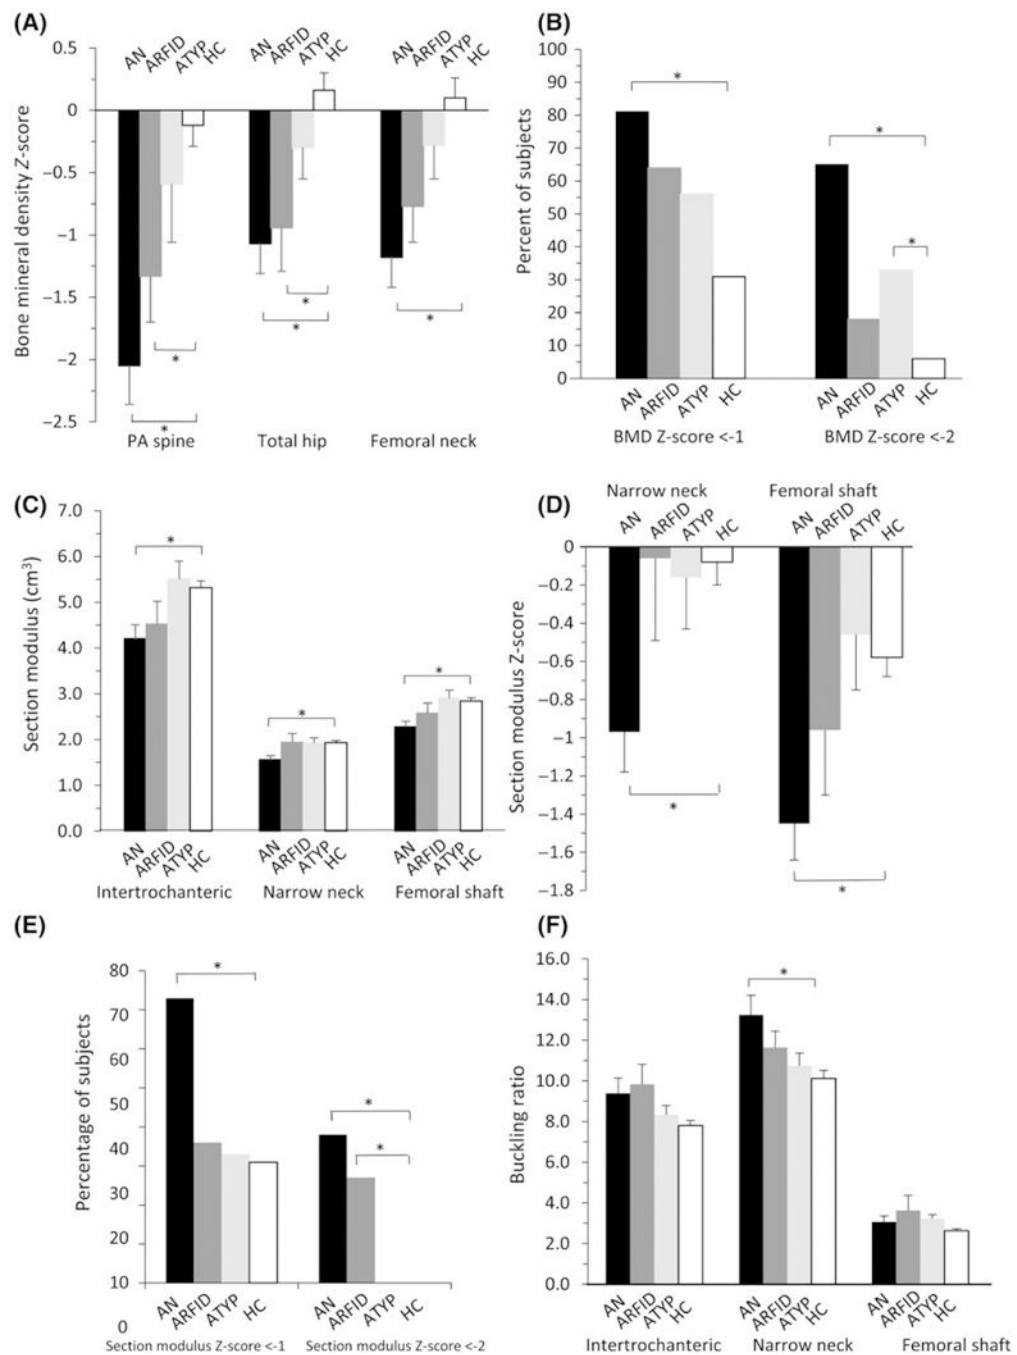 (A)
AN ARFID ATYP HC AN ARFID ATYP HC AN ARFID ATYP HC
Bone mineral density Z-score
0.5
0
−0.5
−1
−1.5
−2
−2.5
*
*
*
*
*
PA spine Total hip Femoral neck
(B)
Percent of subjects
100
90
80
70
60
50
40
30
20
10
0
*
*
*
AN ARFID ATYP HC AN ARFID ATYP HC
BMD Z-score <-1 BMD Z-score <-2
(C)
Section modulus (cm³)
7.0
6.0
5.0
4.0
3.0
2.0
1.0
0.0
*
*
*
AN ARFID ATYP HC AN ARFID ATYP HC AN ARFID ATYP HC
Intertrochanteric Narrow neck Femoral shaft
(D)
Narrow neck Femoral shaft
AN ARFID ATYP HC AN ARFID ATYP HC
Section modulus Z-score
0
−0.2
−0.4
−0.6
−0.8
−1
−1.2
−1.4
−1.6
−1.8
*
*
(E)
Percentage of subjects
80
70
60
50
40
30
20
10
0
*
*
*
AN ARFID ATYP HC AN ARFID ATYP HC
Section modulus Z-score <-1 Section modulus Z-score <-2
(F)
Buckling ratio
16.0
14.0
12.0
10.0
8.0
6.0
4.0
2.0
0.0
*
AN ARFID ATYP HC AN ARFID ATYP HC AN ARFID ATYP HC
Intertrochanteric Narrow neck Femoral shaft